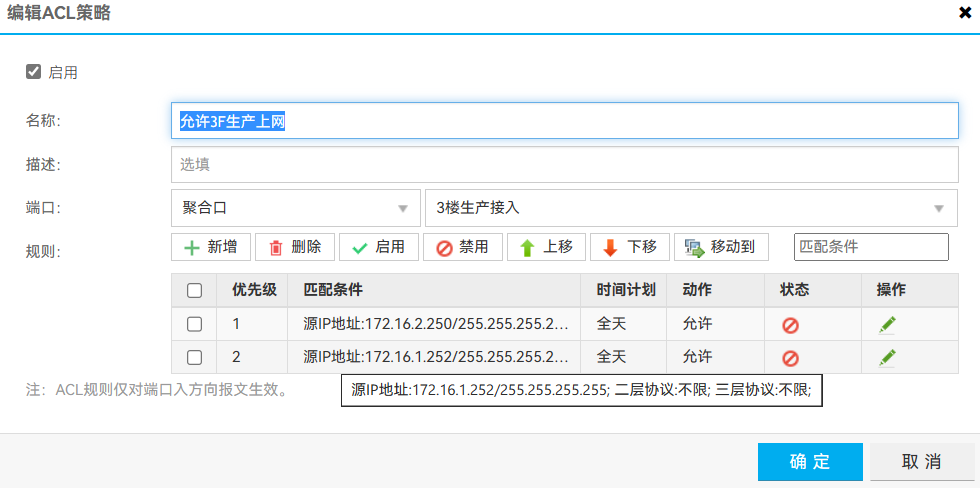 编辑ACL策略
启用
名称: 允许3F生产上网
描述: 选填
端口: 聚合口 3楼生产接入
规则: 新增 删除 启用 禁用 上移 下移 移动到 匹配条件
优先级 匹配条件 时间计划 动作 状态 操作
1 源IP地址:172.16.2.250/255.255.255.2... 全天 允许
2 源IP地址:172.16.1.252/255.255.255.2... 全天 允许
注: ACL规则仅对端口入方向报文生效。
源IP地址:172.16.1.252/255.255.255.255; 二层协议:不限; 三层协议:不限;
确 定 取 消